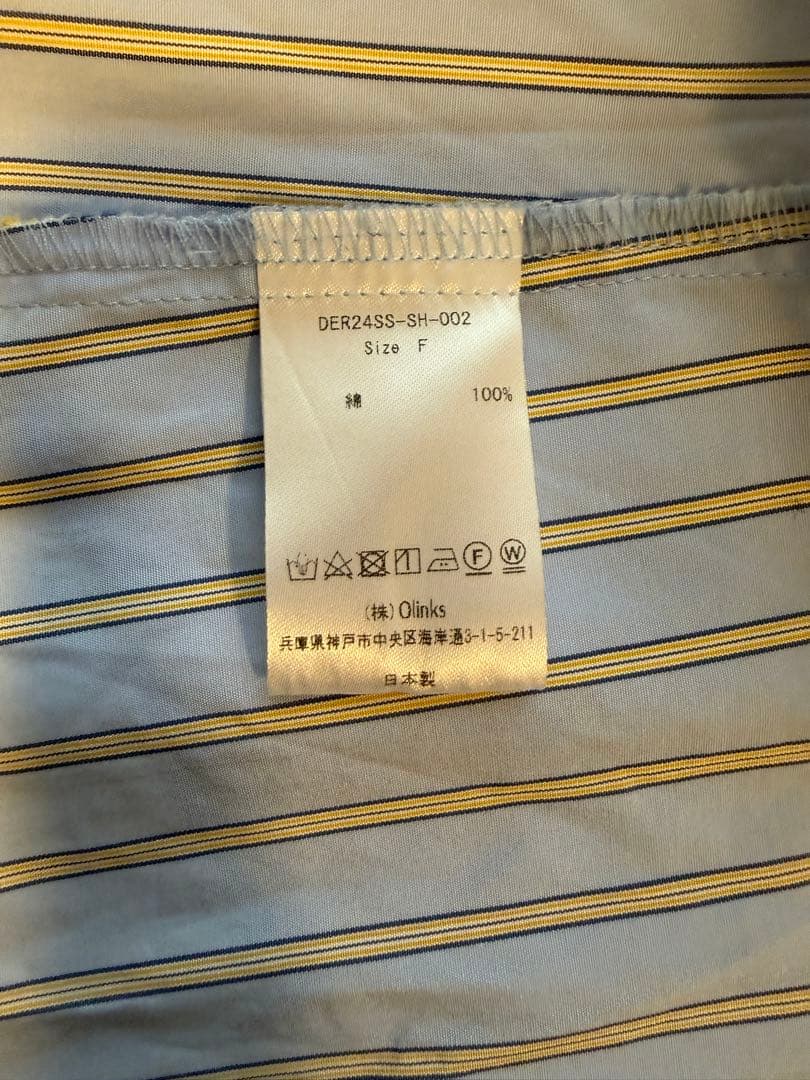 DER24SS-SH-002
Size F
綿 100%
F W
(株)Olinks
兵庫県神戸市中央区海岸通3-1-5-211
日本製